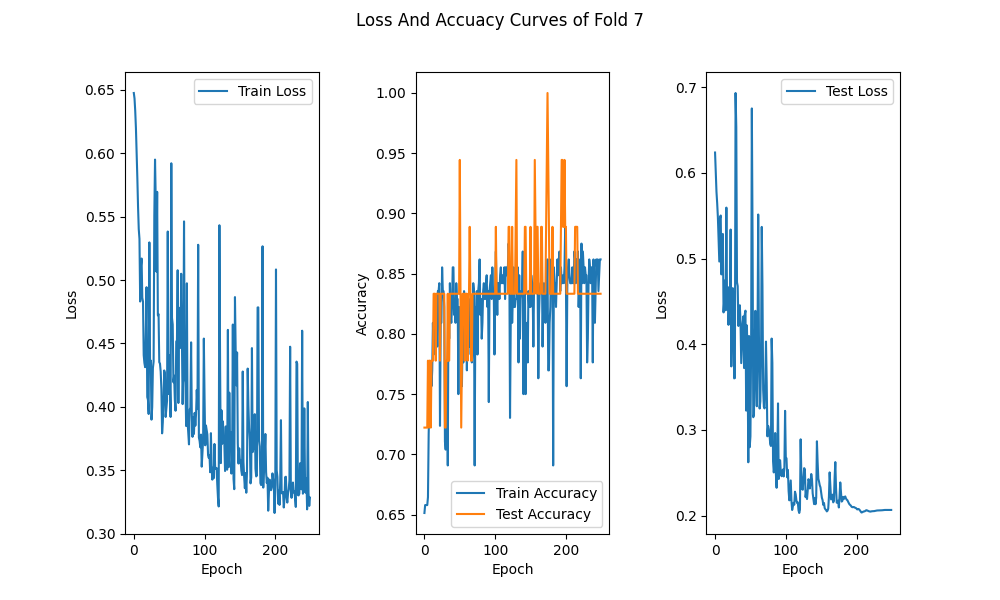 Loss And Accuacy Curves of Fold 7
Train Loss
0.65
0.60
0.55
0.50
0.45
0.40
0.35
0.30
Loss
0
100
200
Epoch
1.00
0.95
0.90
0.85
0.80
0.75
0.70
0.65
Accuracy
Train Accuracy
Test Accuracy
0
100
200
Epoch
Test Loss
0.7
0.6
0.5
0.4
0.3
0.2
Loss
0
100
200
Epoch